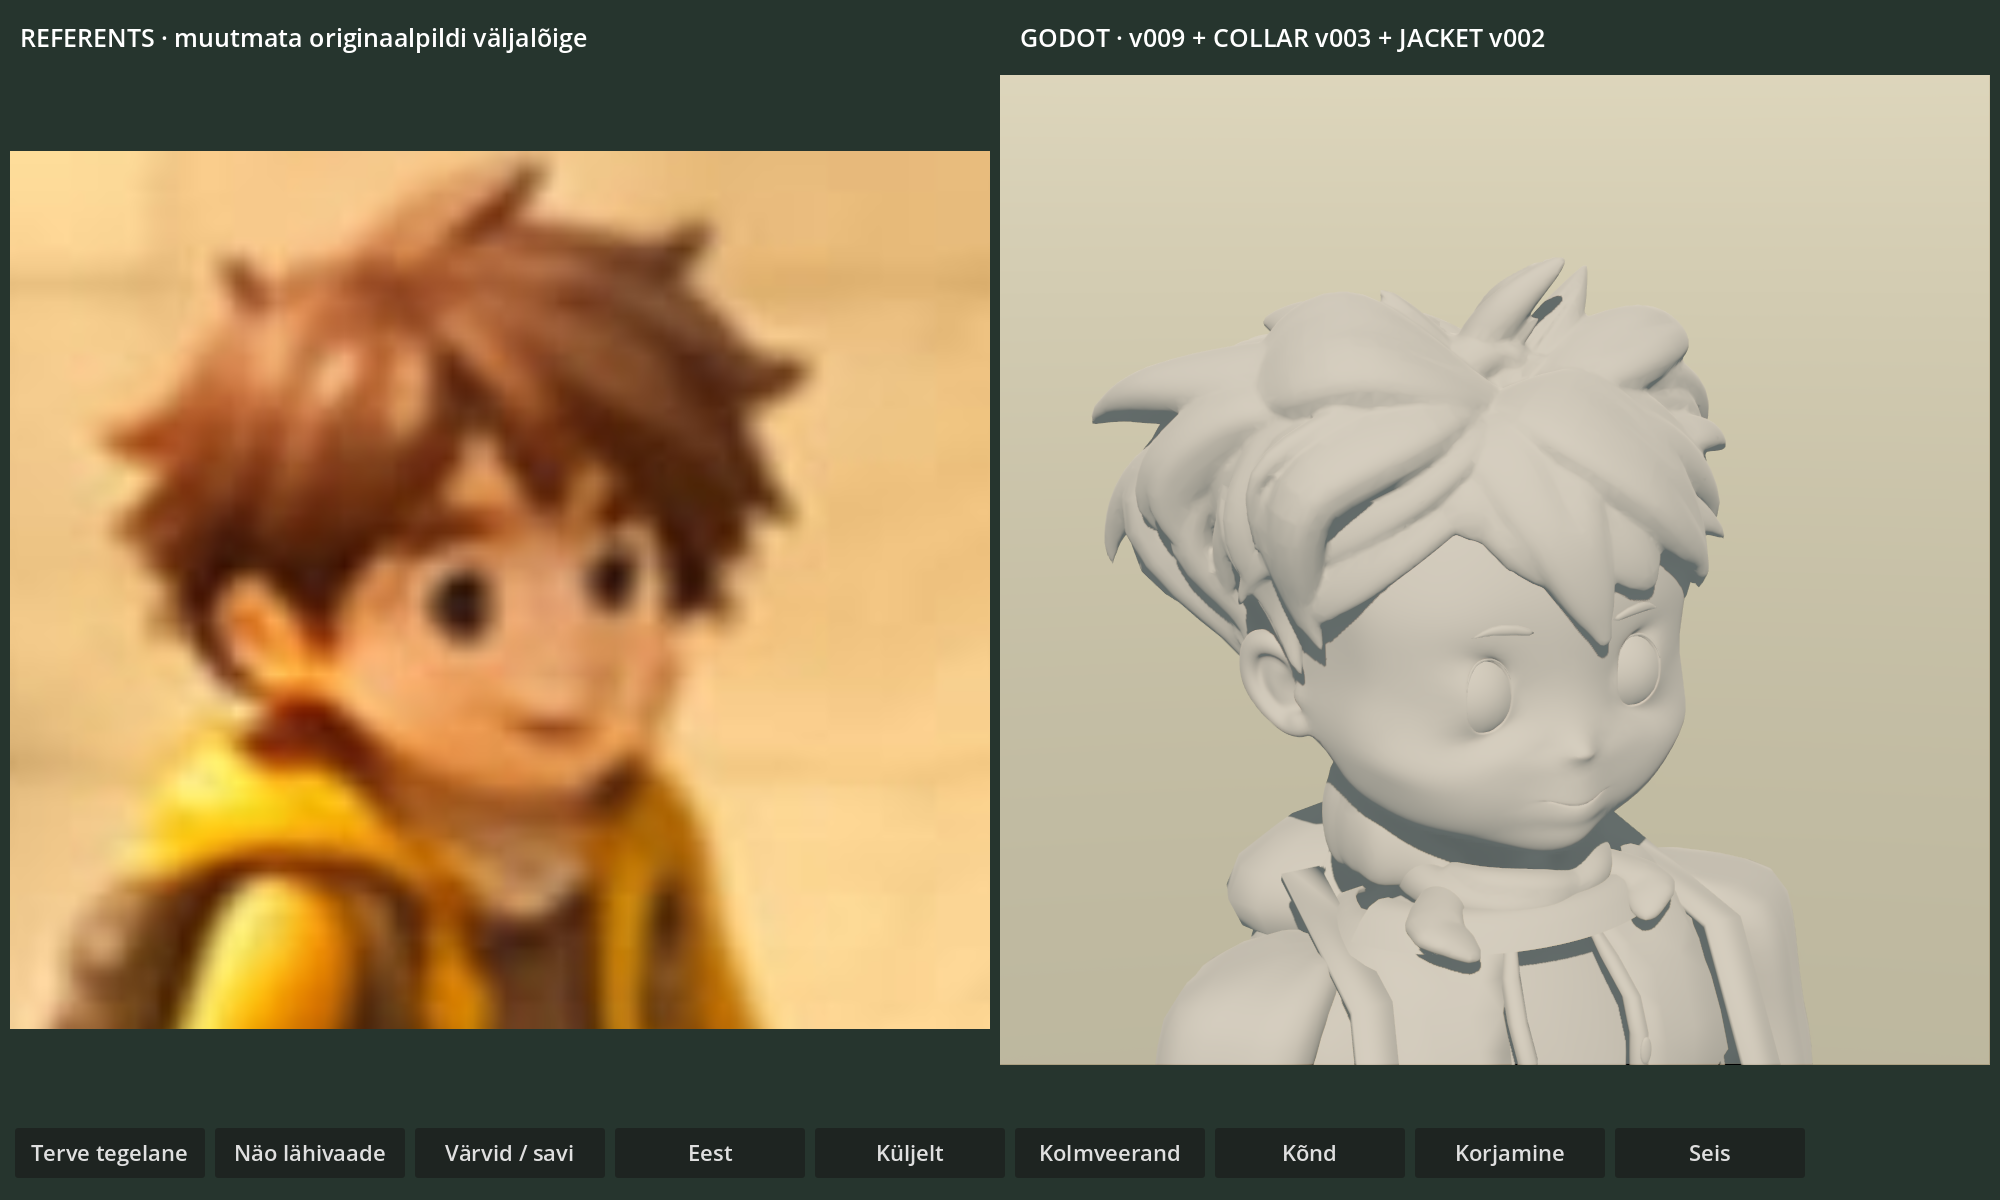 REFERENTS · muutmata originaalpildi väljalõige
GODOT · v009 + COLLAR v003 + JACKET v002
Terve tegelane
Näo lähivaade
Värvid / savi
Eest
Küljelt
Kolmveerand
Kõnd
Korjamine
Seis